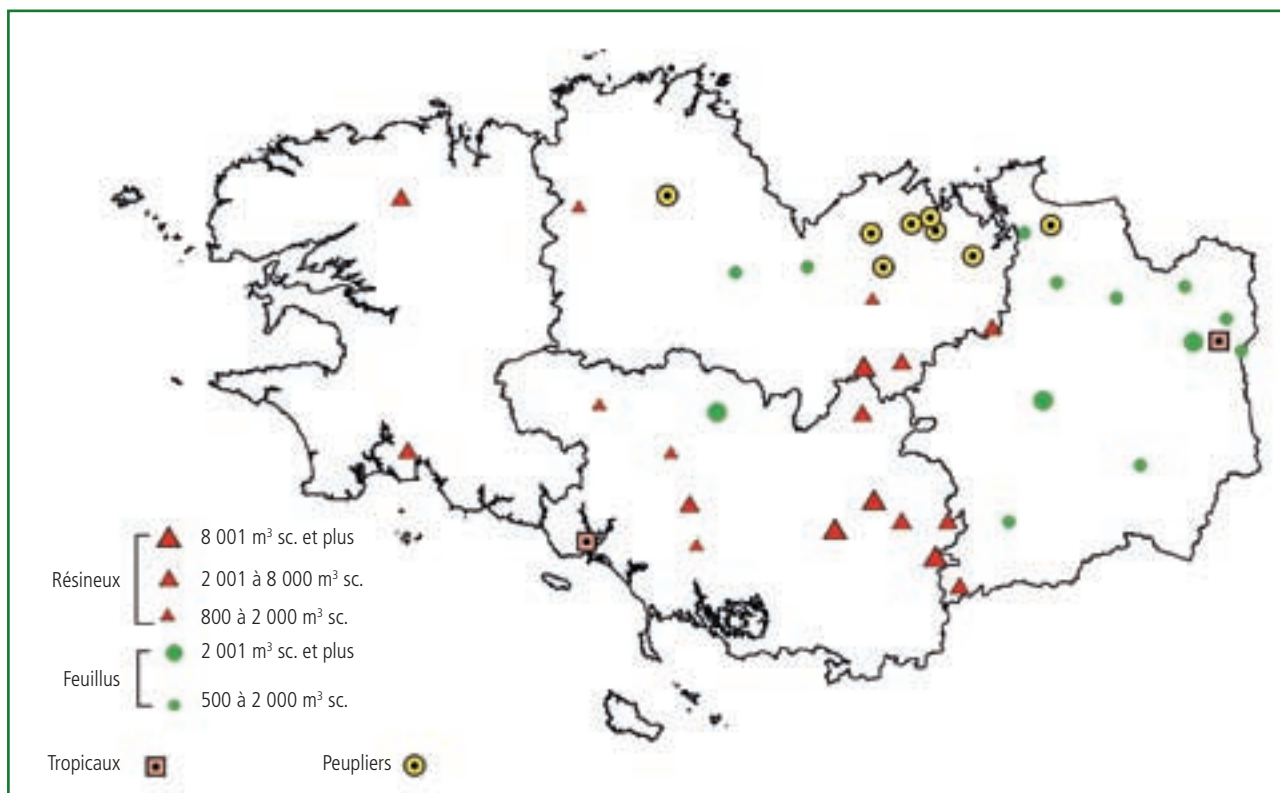 8 001 m³ sc. et plus
Résineux
2 001 à 8 000 m³ sc.
800 à 2 000 m³ sc.
2 001 m³ sc. et plus
Feuillus
500 à 2 000 m³ sc.
Tropicaux
Peupliers